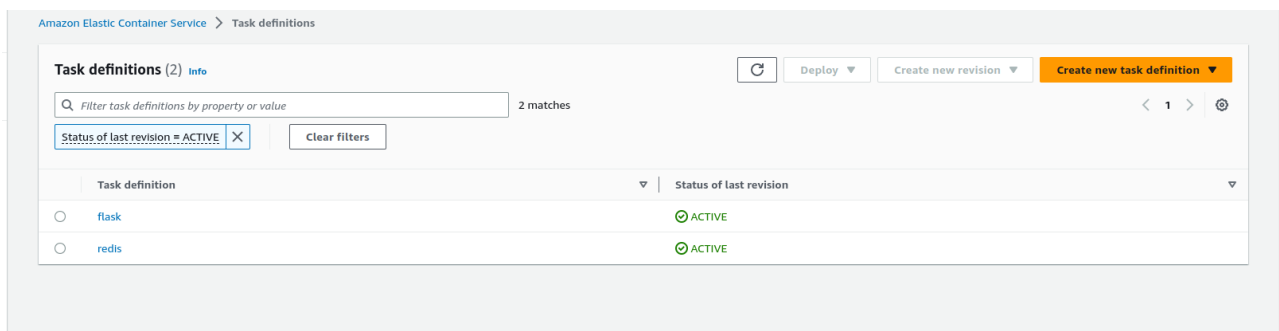 Amazon Elastic Container Service > Task definitions
Task definitions (2) Info
Deploy
Create new revision
Create new task definition
Filter task definitions by property or value
2 matches
1
Status of last revision = ACTIVE
Clear filters
Task definition
Status of last revision
flask
ACTIVE
redis
ACTIVE